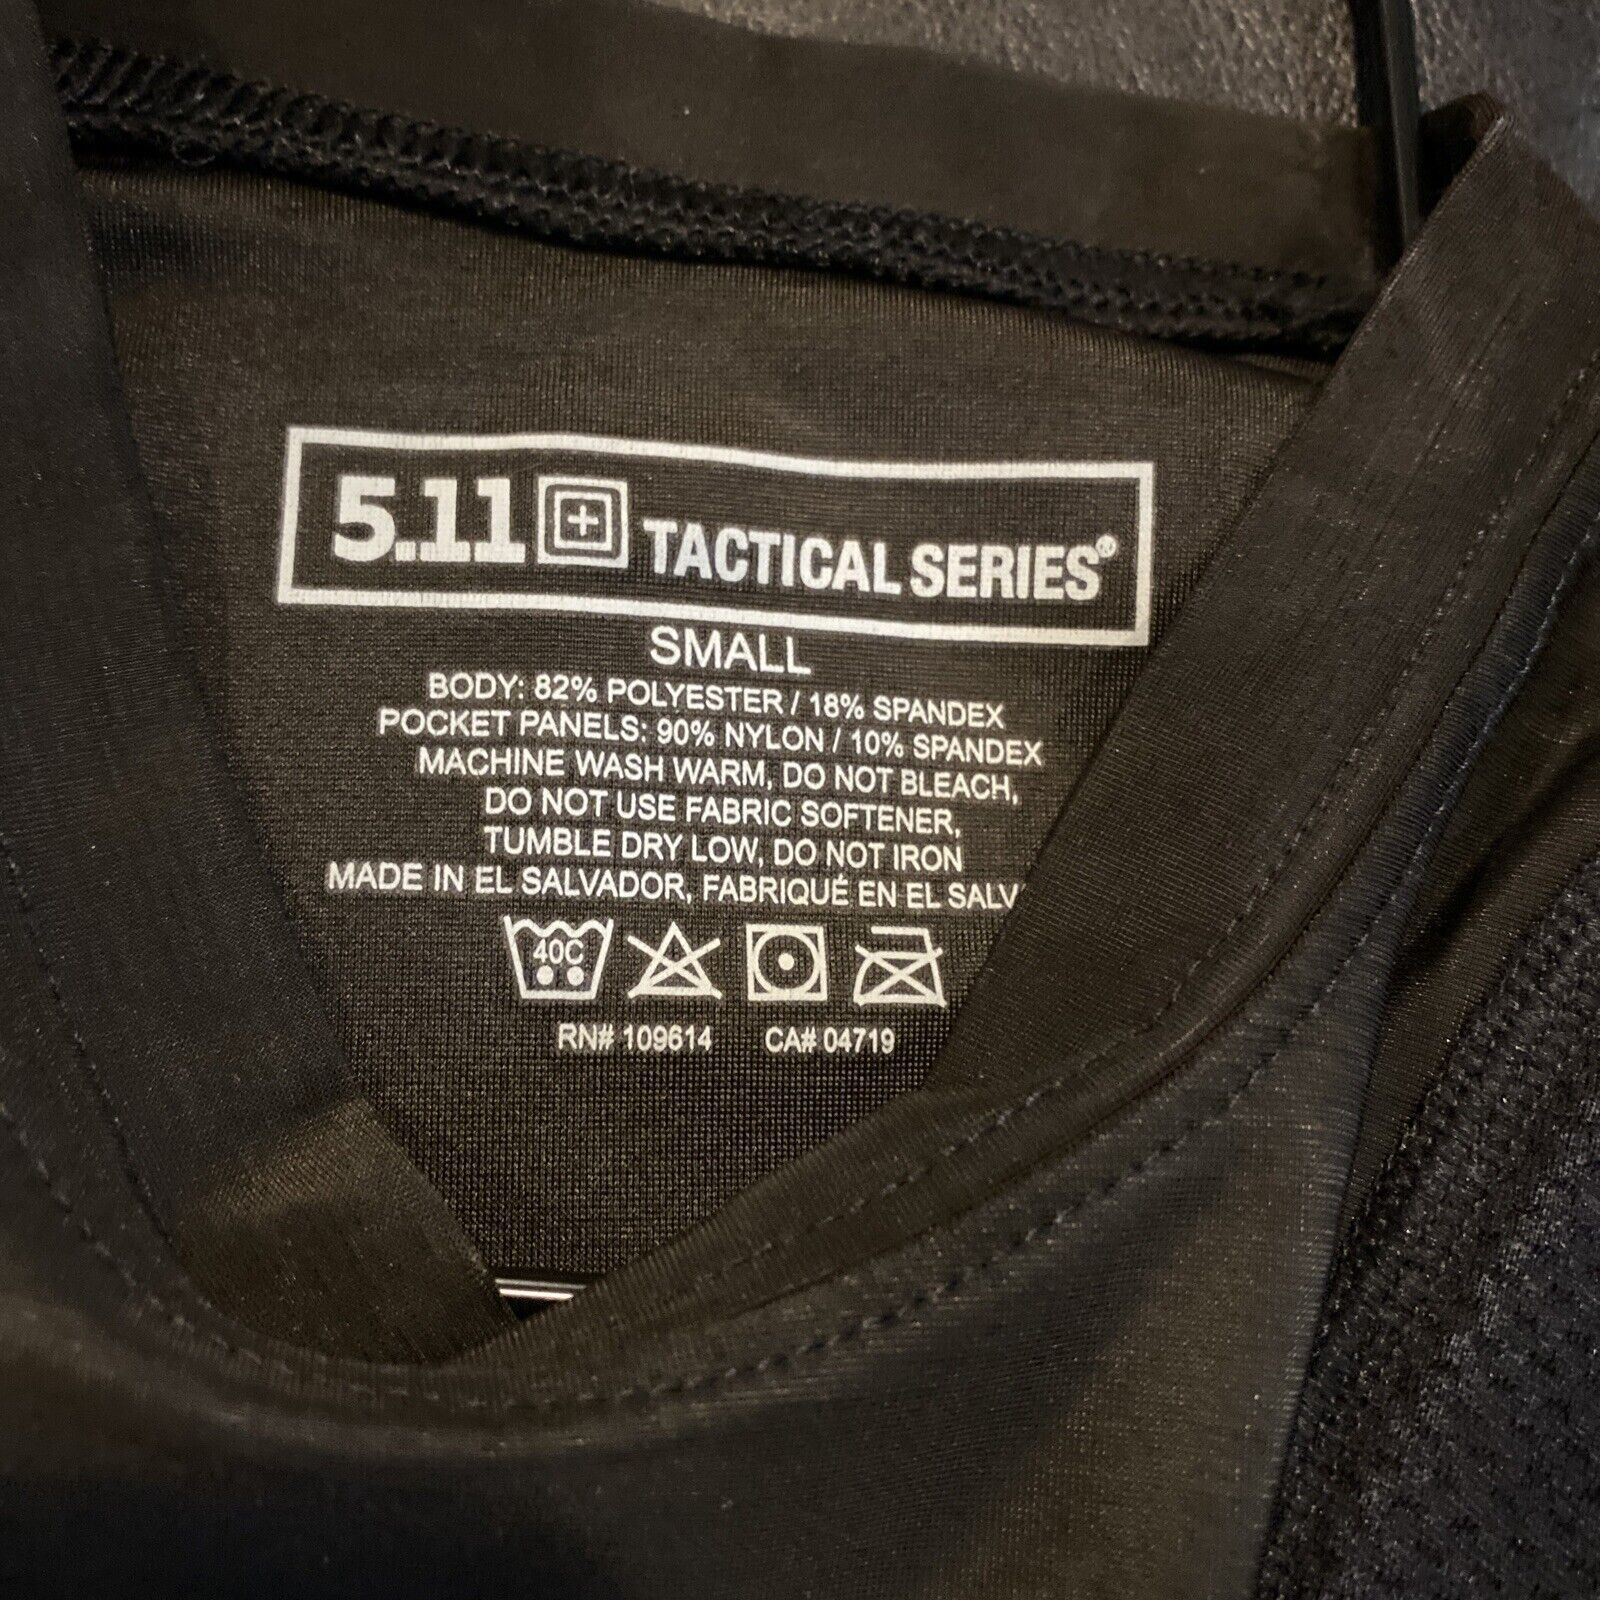 5.11 TACTICAL SERIES®
SMALL
BODY: 82% POLYESTER / 18% SPANDEX
POCKET PANELS: 90% NYLON / 10% SPANDEX
MACHINE WASH WARM, DO NOT BLEACH,
DO NOT USE FABRIC SOFTENER,
TUMBLE DRY LOW, DO NOT IRON
MADE IN EL SALVADOR, FABRIQUÉ EN EL SALV
40C
RN# 109614 CA# 04719